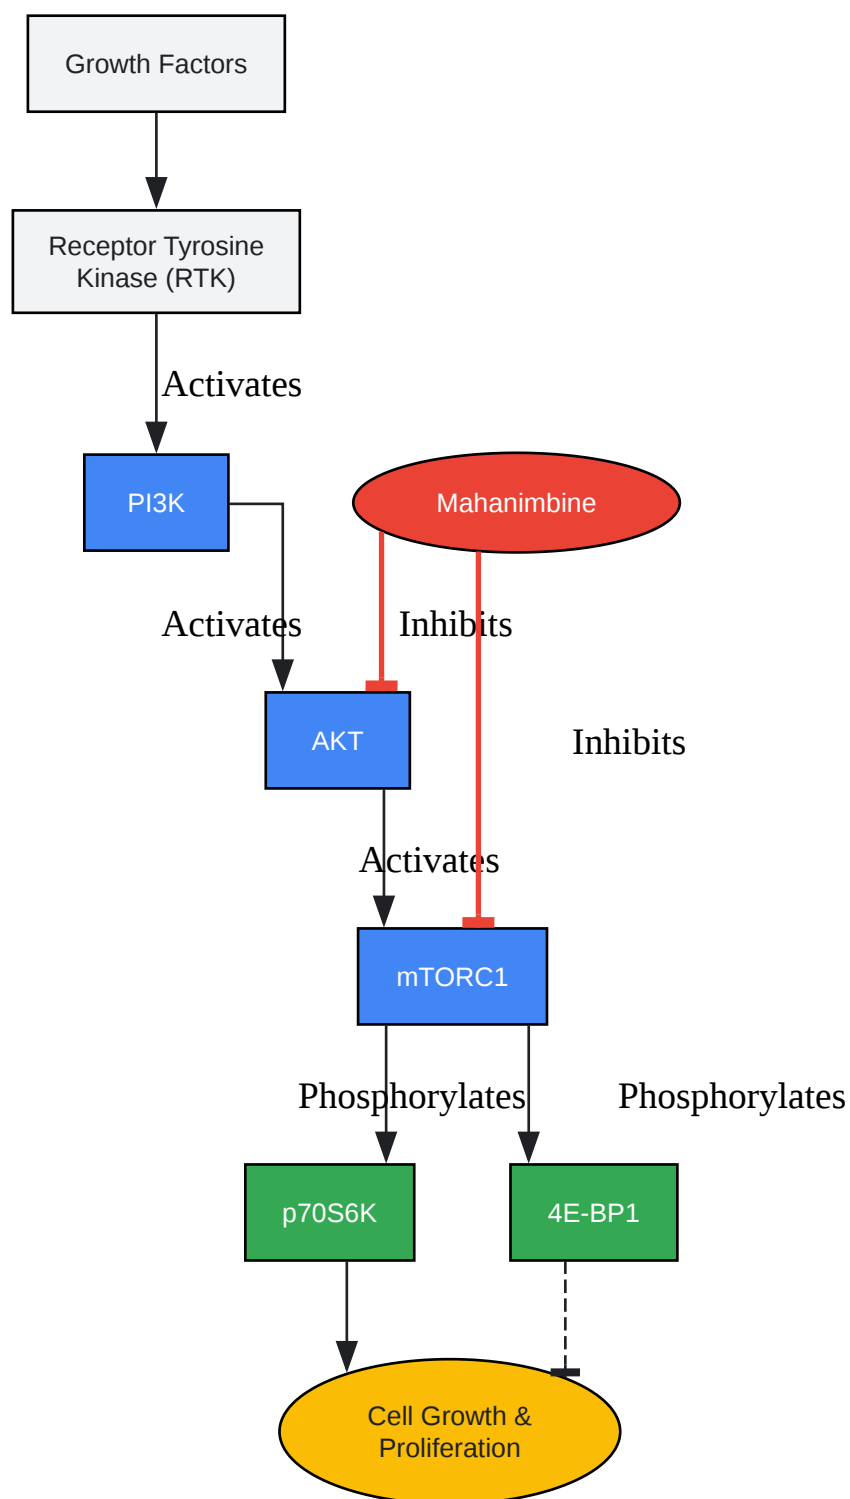 Growth Factors
Receptor Tyrosine
Kinase (RTK)
Activates
PI3K
Mahanimbine
Activates
Inhibits
AKT
Inhibits
Activates
mTORC1
Phosphorylates
Phosphorylates
p70S6K
4E-BP1
Cell Growth &
Proliferation